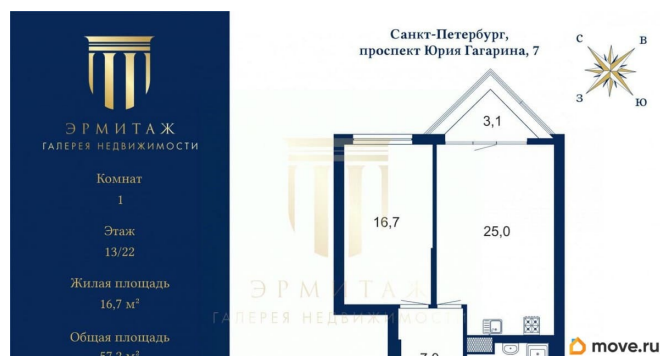 ЭРМИТАЖ
ГАЛЕРЕЯ НЕДВИЖИМОСТИ
Комнат
1
Этаж
13/22
Жилая площадь
16,7 м²
Общая площадь
Санкт-Петербург,
проспект Юрия Гагарина, 7
С
В
З
Ю
3,1
16,7
25,0
ЭРМИТАЖ
ГАЛЕРЕЯ НЕДВИЖИМОСТИ
move.ru